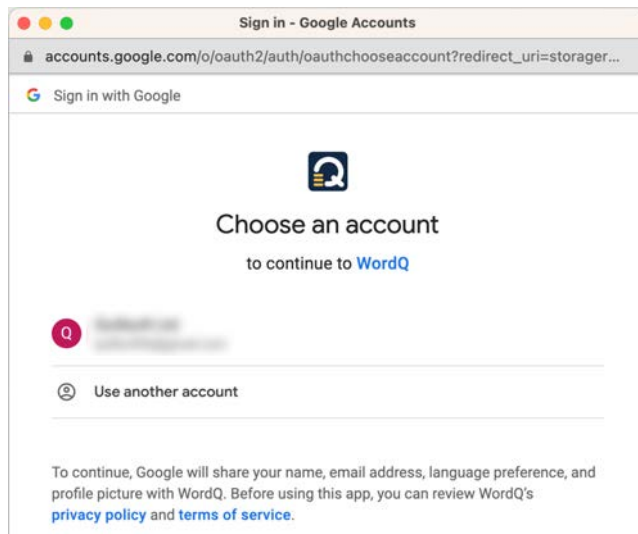 Sign in - Google Accounts
accounts.google.com/o/oauth2/auth/oauthchooseaccount?redirect_uri=storager...
G Sign in with Google
Q
Choose an account
to continue to WordQ
Q
Use another account
To continue, Google will share your name, email address, language preference, and
profile picture with WordQ. Before using this app, you can review WordQ's
privacy policy and terms of service.